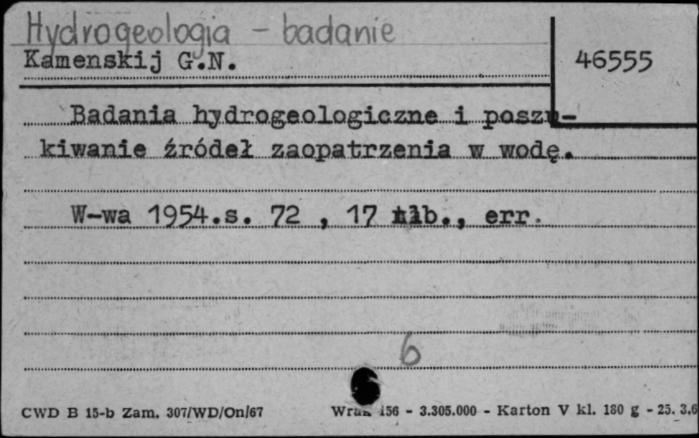 Hydrogeologia - badanie
Kamenskij G.N.
46555
Badania hydrogeologiczne i poszu-
kiwanie źródeł zaopatrzenia w wodę.
W-wa 1954.s. 72 , 17 tlb., err.
6
CWD B 15-b Zam. 307/WD/On/67
156 - 3.305.000 - Karton V kl. 180 g - 25. 3.6